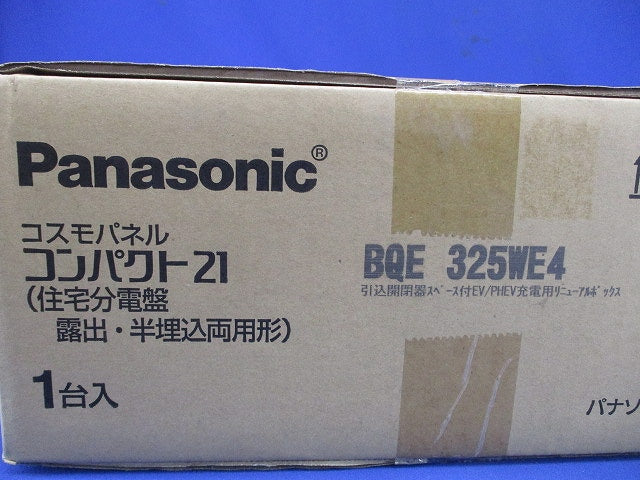 Panasonic®
コスモパネル
コンパクト21
(住宅分電盤
露出・半埋込両用形)
1台入
BQE 325WE4
引込開閉器スペース付EV/PHEV充電用リニューアルボックス
パナソ